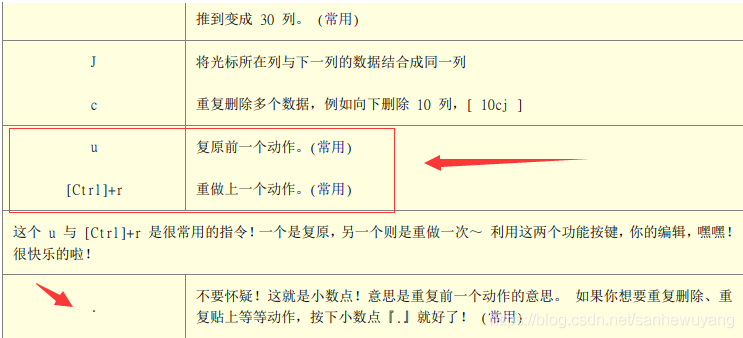 推到变成 30 列。 (常用)
J
将光标所在列与下一列的数据结合成同一列
c
重复删除多个数据，例如向下删除 10 列，[ 10cj ]
u
复原前一个动作。(常用)
[Ctrl]+r
重做上一个动作。(常用)
这个 u 与 [Ctrl]+r 是很常用的指令！一个是复原，另一个则是重做一次～ 利用这两个功能按键，你的编辑，嘿嘿！
很快乐的啦！
.
不要怀疑！这就是小数点！意思是重复前一个动作的意思。 如果你想要重复删除、重
复贴上等等动作，按下小数点『.』就好了！ (常用)
https://blog.csdn.net/sanhewuyang